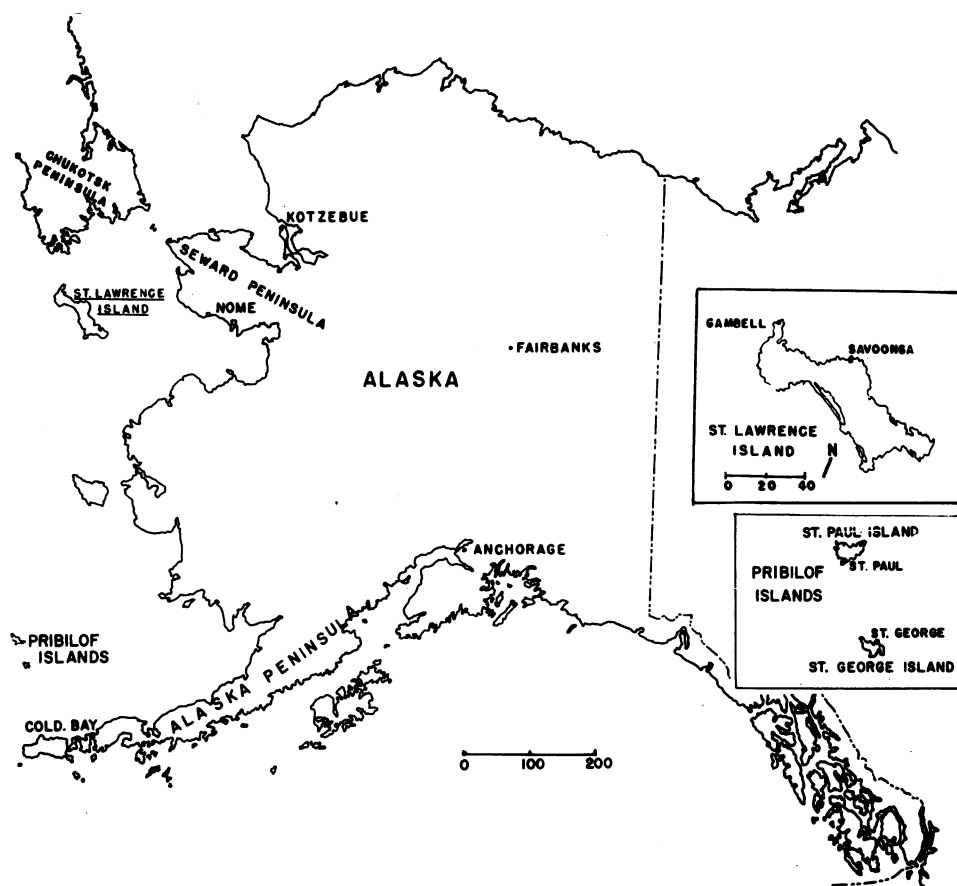 CHUKOTSK
PENINSULA
KOTZEBUE
SEWARD PENINSULA
ST. LAWRENCE
ISLAND
NOME
FAIRBANKS
ALASKA
GAMBELL
SAVOONGA
ST. LAWRENCE
ISLAND
N
0 20 40
ANCHORAGE
ST. PAUL ISLAND
ST. PAUL
PRIBILOF
ISLANDS
ST. GEORGE
ST. GEORGE ISLAND
PRIBILOF
ISLANDS
ALASKA PENINSULA
COLD. BAY
0 100 200